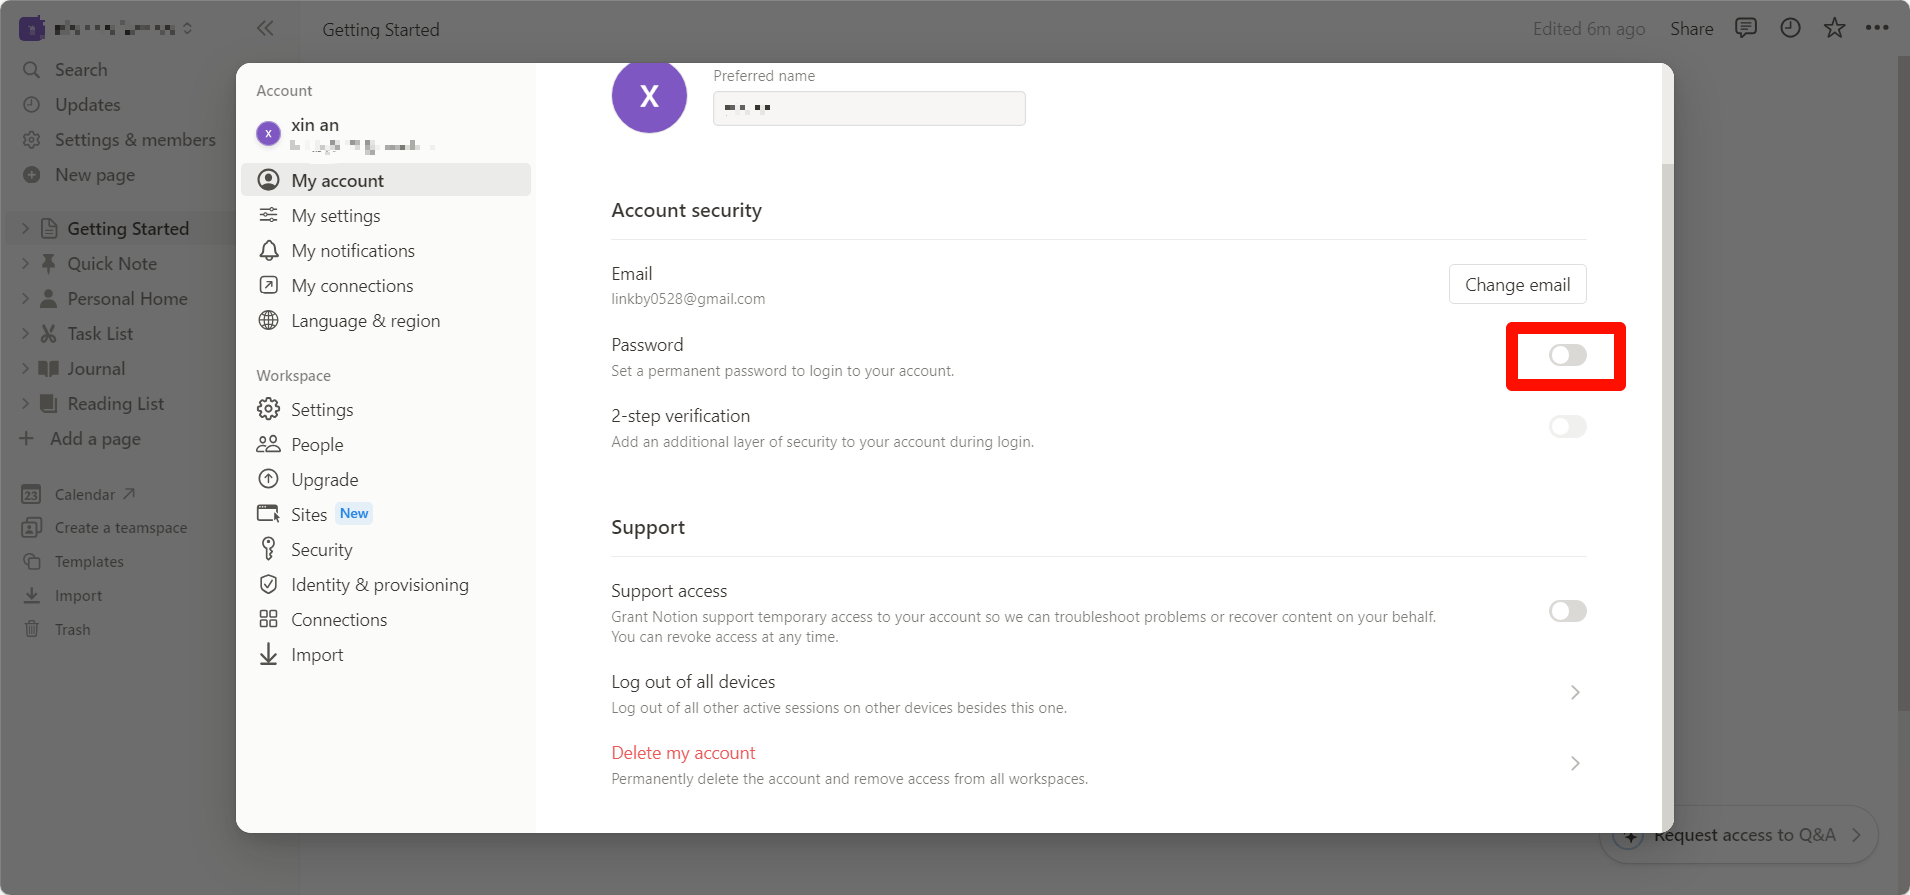 Getting Started
Edited 6m ago
Share
Search
Updates
Settings & members
New page
Getting Started
Quick Note
Personal Home
Task List
Journal
Reading List
Add a page
23
Calendar
Create a teamspace
Templates
Import
Trash
Account
X
xin an
My account
My settings
My notifications
My connections
Language & region
Workspace
Settings
People
Upgrade
Sites New
Security
Identity & provisioning
Connections
Import
X
Preferred name
Account security
Email
linkby0528@gmail.com
Change email
Password
Set a permanent password to login to your account.
2-step verification
Add an additional layer of security to your account during login.
Support
Support access
Grant Notion support temporary access to your account so we can troubleshoot problems or recover content on your behalf.
You can revoke access at any time.
Log out of all devices
Log out of all other active sessions on other devices besides this one.
Delete my account
Permanently delete the account and remove access from all workspaces.
Request access to Q&A